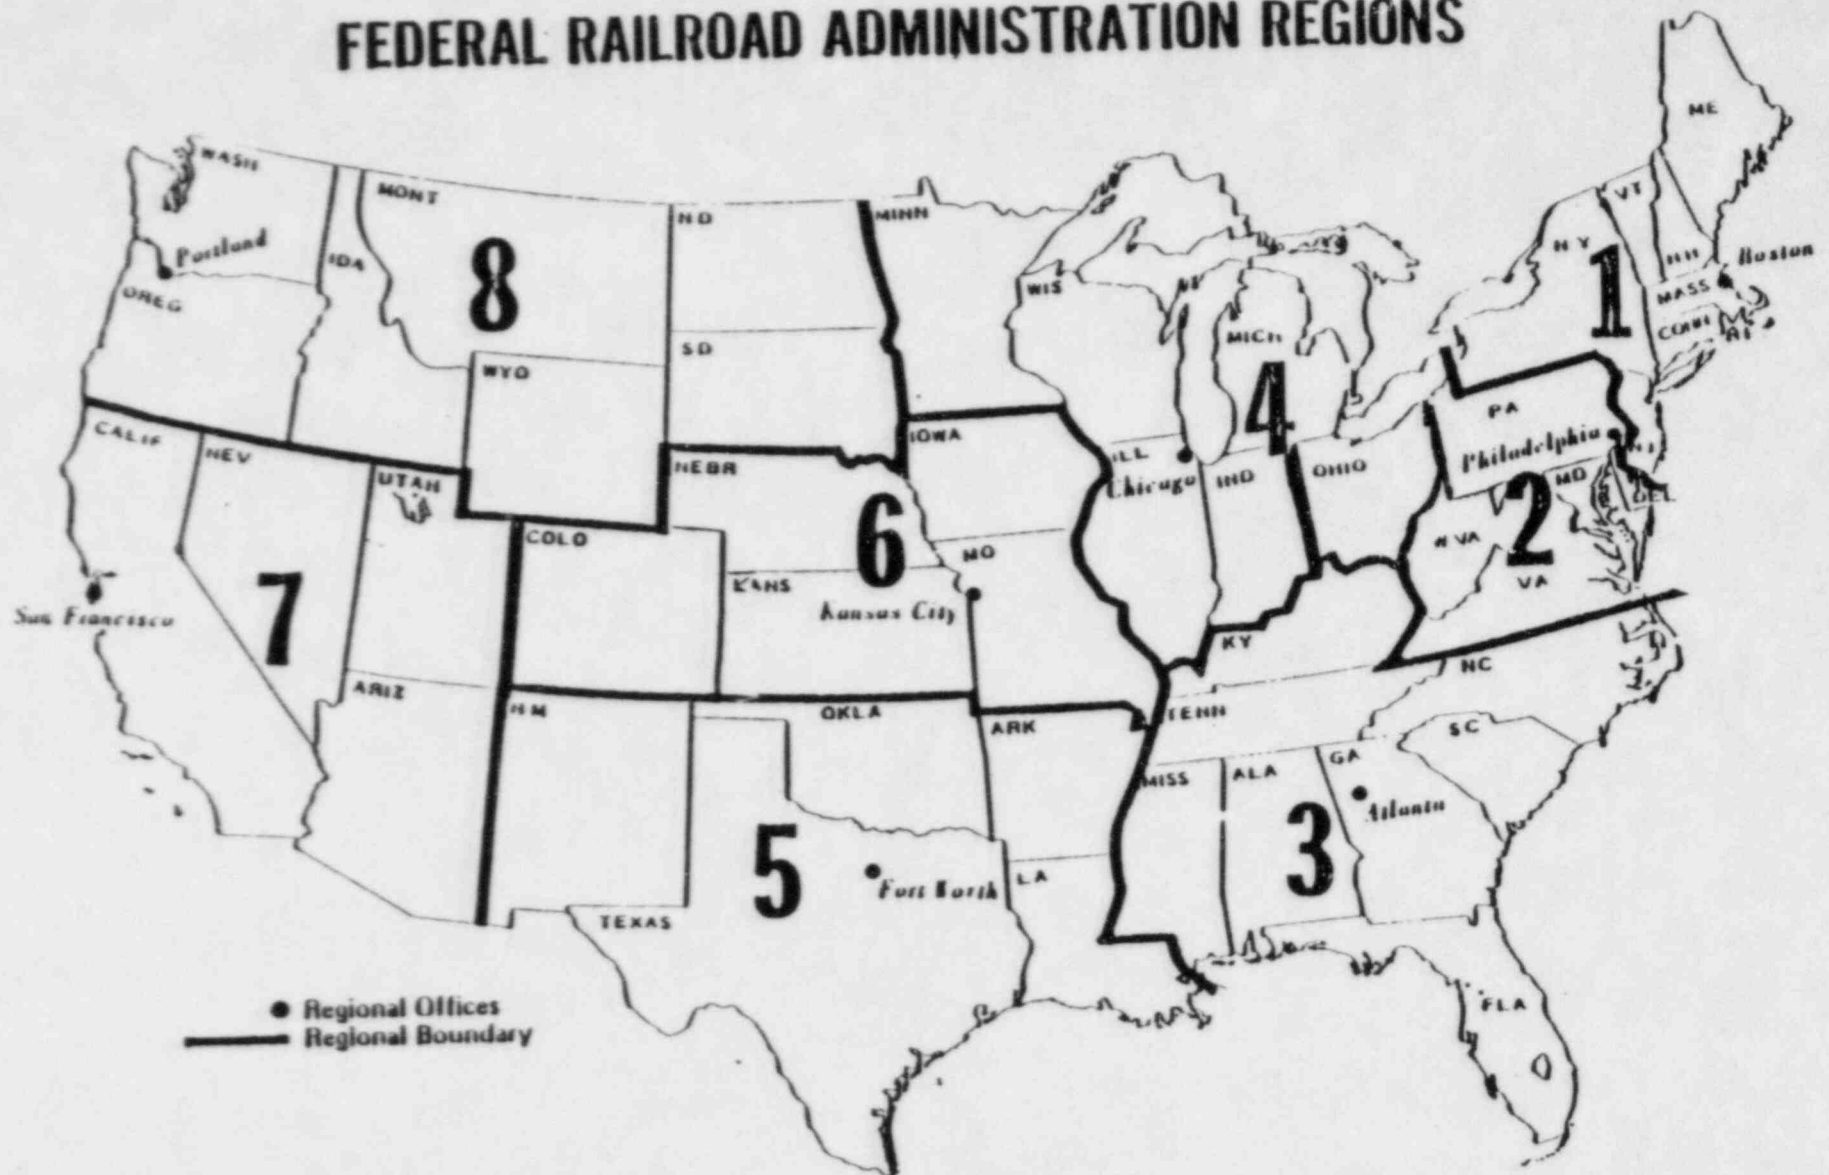 FEDERAL RAILROAD ADMINISTRATION REGIONS
ME
WASH
MONT
ND
MINN
VT
NY
NH
Boston
Portland
IDA
8
1
OREG
WIS
MASS
CONN
RI
MICH
SD
WYO
4
PA
CALIF
NEV
NEBR
IOWA
ILL
Chicago
IND
OHIO
Philadelphia
NJ
MD
DEL
UTAH
6
2
COLO
MO
W VA
VA
KANS
Kansas City
San Francisco
7
KY
NC
ARIZ
NM
OKLA
ARK
TENN
SC
MISS
ALA
GA
Atlanta
5
3
Fort Worth
LA
TEXAS
FLA
Regional Offices
Regional Boundary